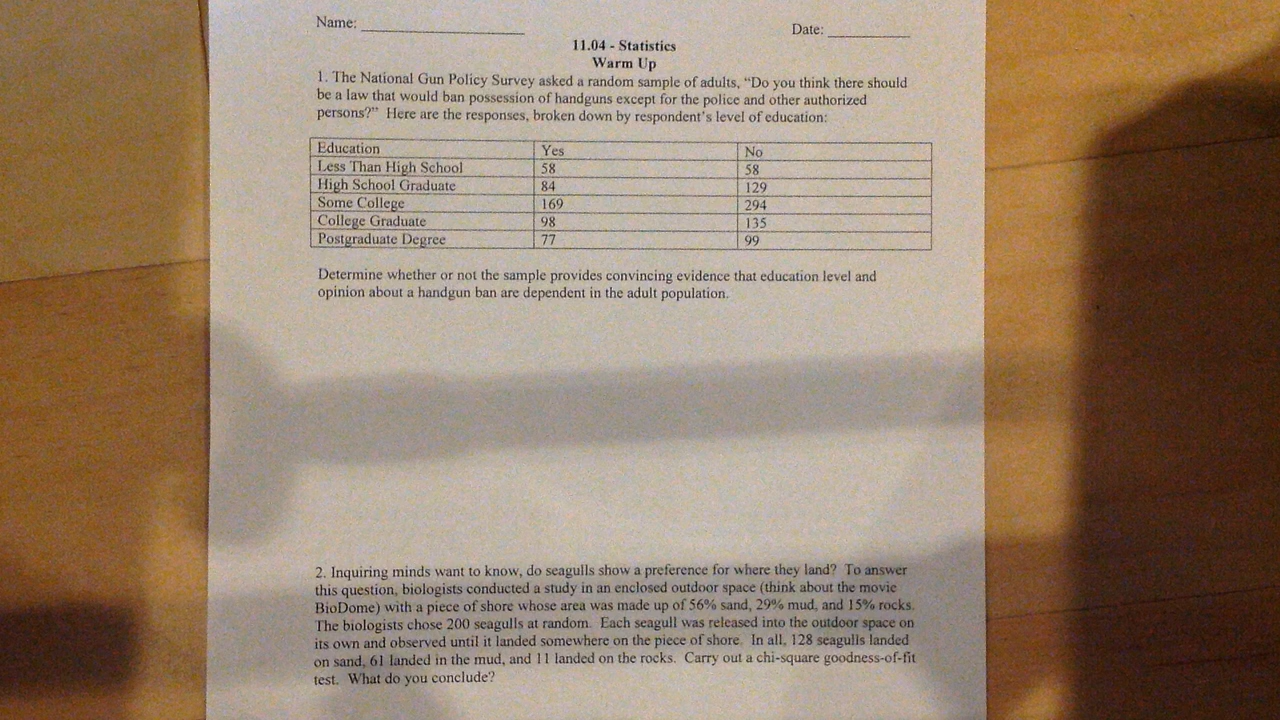 Name: ____________________ Date: __________
11.04 - Statistics
Warm Up
1. The National Gun Policy Survey asked a random sample of adults, “Do you think there should
be a law that would ban possession of handguns except for the police and other authorized
persons?” Here are the responses, broken down by respondent’s level of education:
Education Yes No
Less Than High School 58 58
High School Graduate 84 129
Some College 169 294
College Graduate 98 135
Postgraduate Degree 77 99
Determine whether or not the sample provides convincing evidence that education level and
opinion about a handgun ban are dependent in the adult population.
2. Inquiring minds want to know, do seagulls show a preference for where they land? To answer
this question, biologists conducted a study in an enclosed outdoor space (think about the movie
BioDome) with a piece of shore whose area was made up of 56% sand, 29% mud, and 15% rocks.
The biologists chose 200 seagulls at random. Each seagull was released into the outdoor space on
its own and observed until it landed somewhere on the piece of shore. In all, 128 seagulls landed
on sand, 61 landed in the mud, and 11 landed on the rocks. Carry out a chi-square goodness-of-fit
test. What do you conclude?